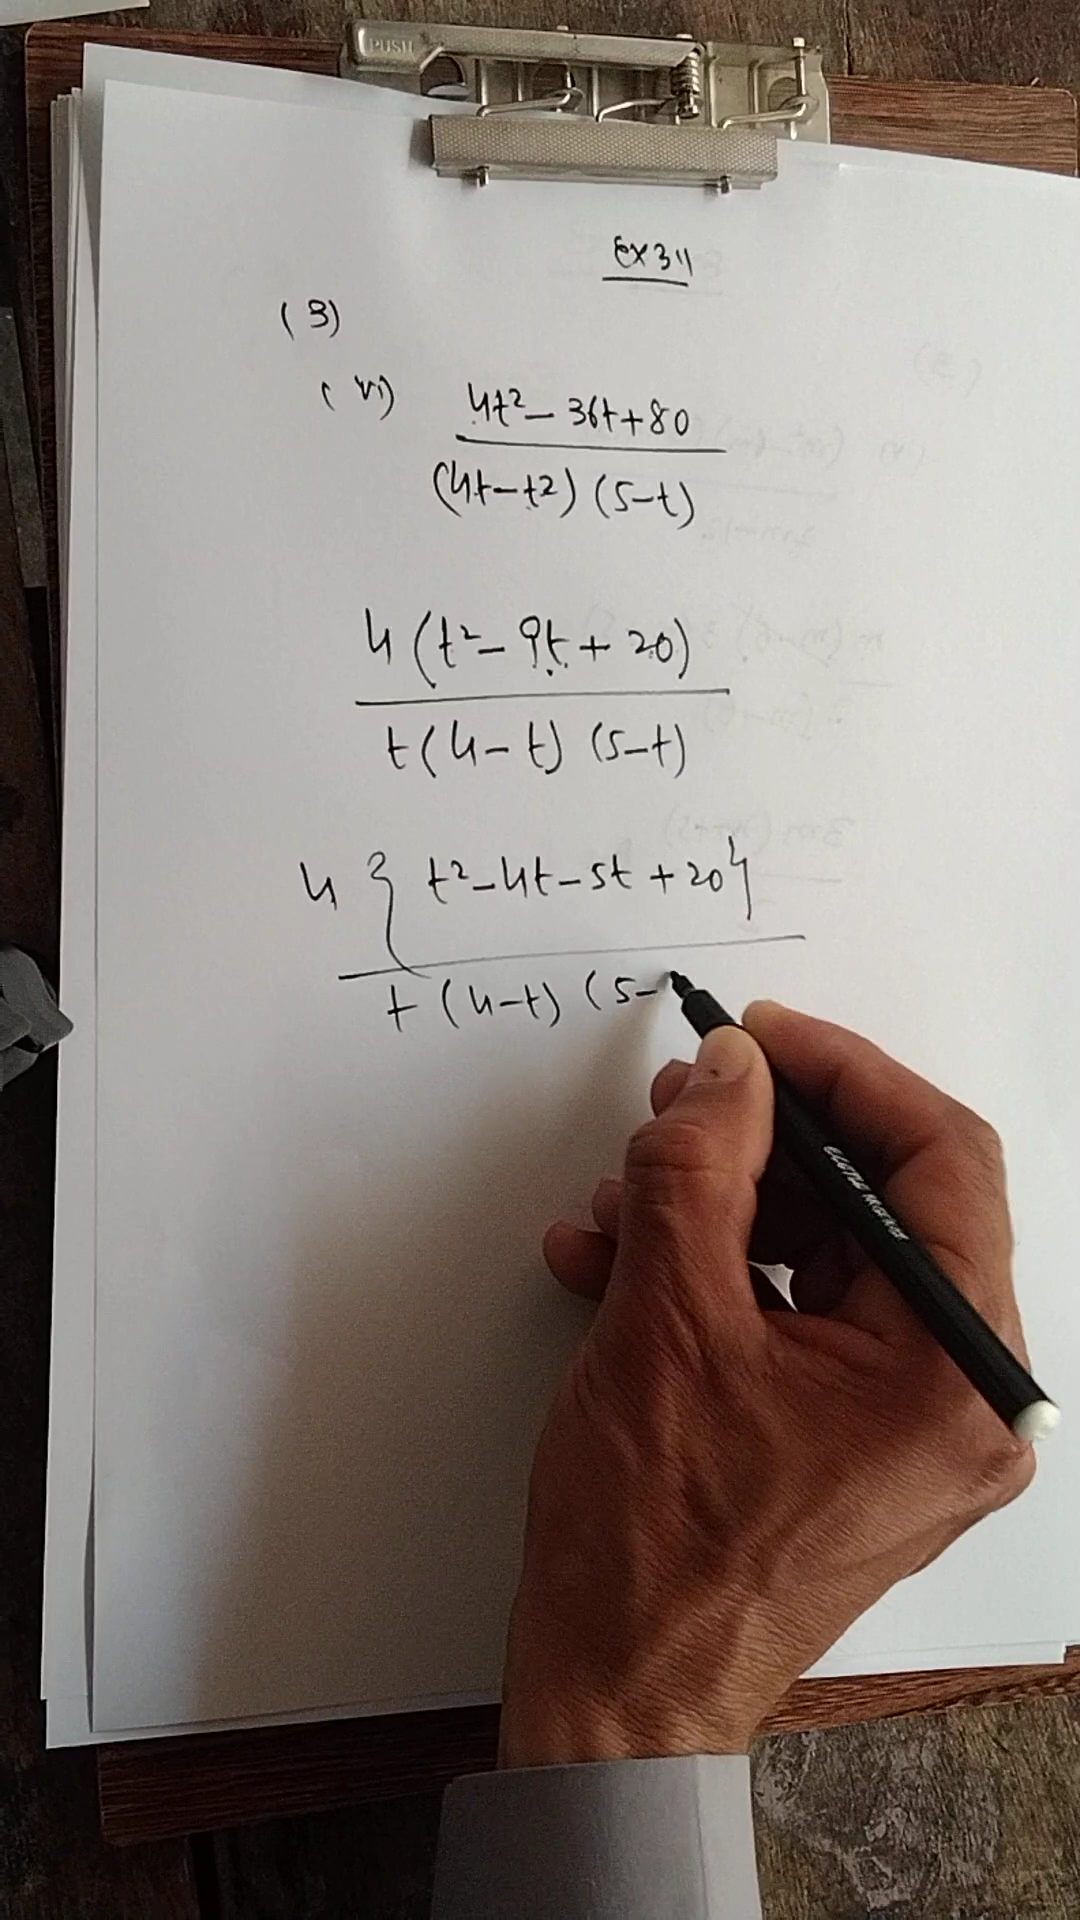 PUSH
Ex 3.1
(3)
(vi) 4t² - 36t + 80
(4t - t²) (5 - t)
4 (t² - 9t + 20)
t (4 - t) (5 - t)
4 { t² - 4t - 5t + 20 }
t (4 - t) (5 -